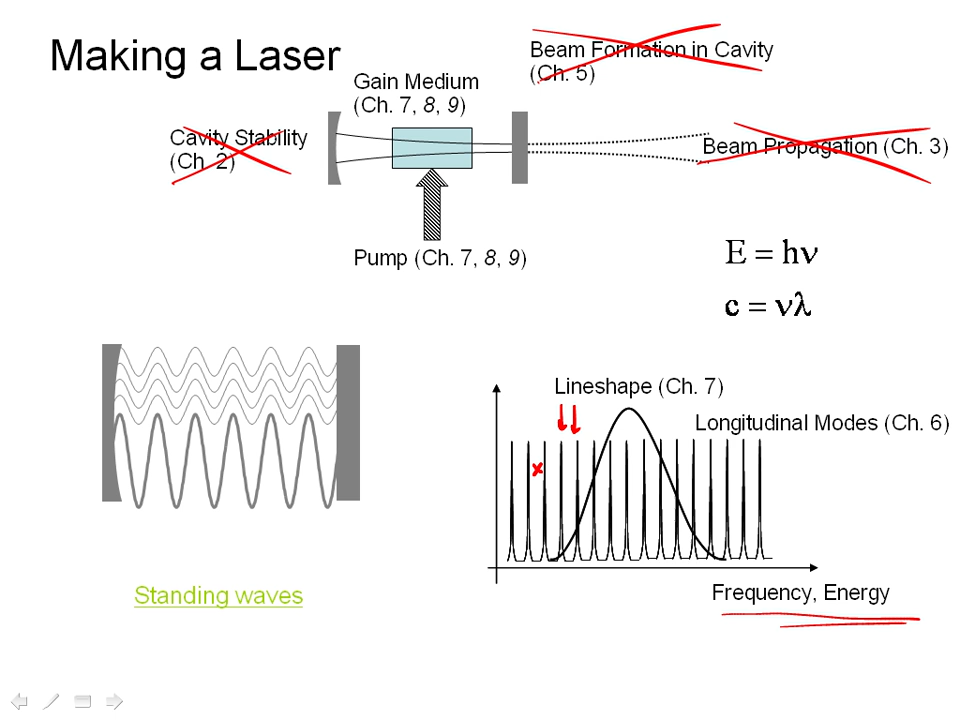 Making a Laser
Beam Formation in Cavity
(Ch. 5)
Gain Medium
(Ch. 7, 8, 9)
Cavity Stability
(Ch. 2)
Beam Propagation (Ch. 3)
Pump (Ch. 7, 8, 9)
E = hν
c = νλ
Lineshape (Ch. 7)
Longitudinal Modes (Ch. 6)
Standing waves
Frequency, Energy